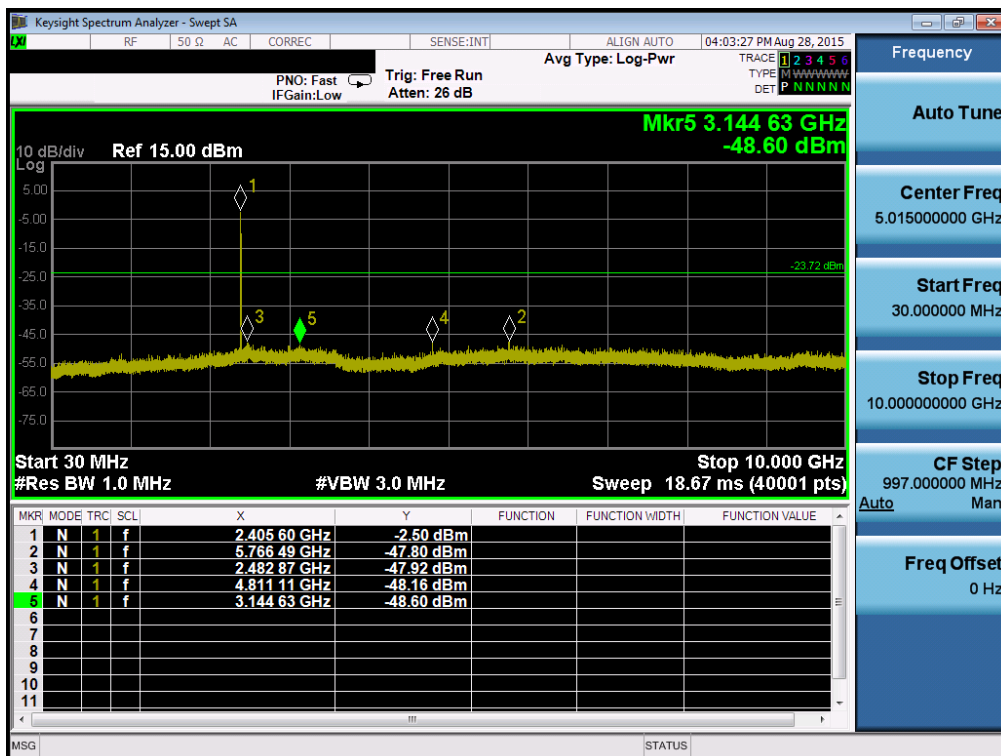 Keysight Spectrum Analyzer - Swept SA
LXI RF 50 Ω AC CORREC SENSE:INT ALIGN AUTO 04:03:27 PM Aug 28, 2015
Frequency
PNO: Fast
IFGain:Low
Trig: Free Run
Atten: 26 dB
Avg Type: Log-Pwr
TRACE 1 2 3 4 5 6
TYPE M WWWWW
DET P N N N N N
Mkr5 3.144 63 GHz
-48.60 dBm
10 dB/div Ref 15.00 dBm
Log
5.00
-5.00
-15.0
-25.0
-35.0
-45.0
-55.0
-65.0
-75.0
1
3
5
4
2
-23.72 dBm
Start 30 MHz Stop 10.000 GHz
#Res BW 1.0 MHz #VBW 3.0 MHz Sweep 18.67 ms (40001 pts)
MKR MODE TRC SCL X Y FUNCTION FUNCTION WIDTH FUNCTION VALUE
1 N 1 f 2.405 60 GHz -2.50 dBm
2 N 1 f 5.766 49 GHz -47.80 dBm
3 N 1 f 2.482 87 GHz -47.92 dBm
4 N 1 f 4.811 11 GHz -48.16 dBm
5 N 1 f 3.144 63 GHz -48.60 dBm
6
7
8
9
10
11
MSG STATUS
Auto Tune
Center Freq
5.015000000 GHz
Start Freq
30.000000 MHz
Stop Freq
10.000000000 GHz
CF Step
997.000000 MHz
Auto Man
Freq Offset
0 Hz